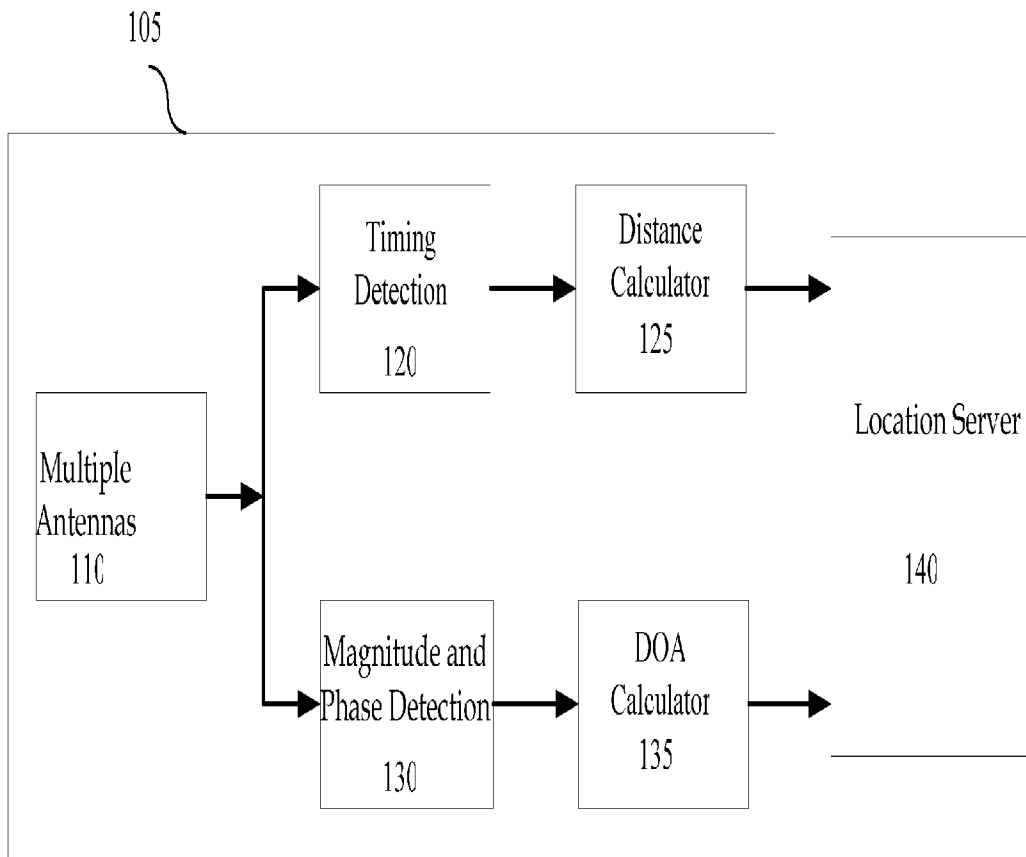 105
Timing
Detection
120
Distance
Calculator
125
Multiple
Antennas
110
Location Server
140
Magnitude and
Phase Detection
130
DOA
Calculator
135